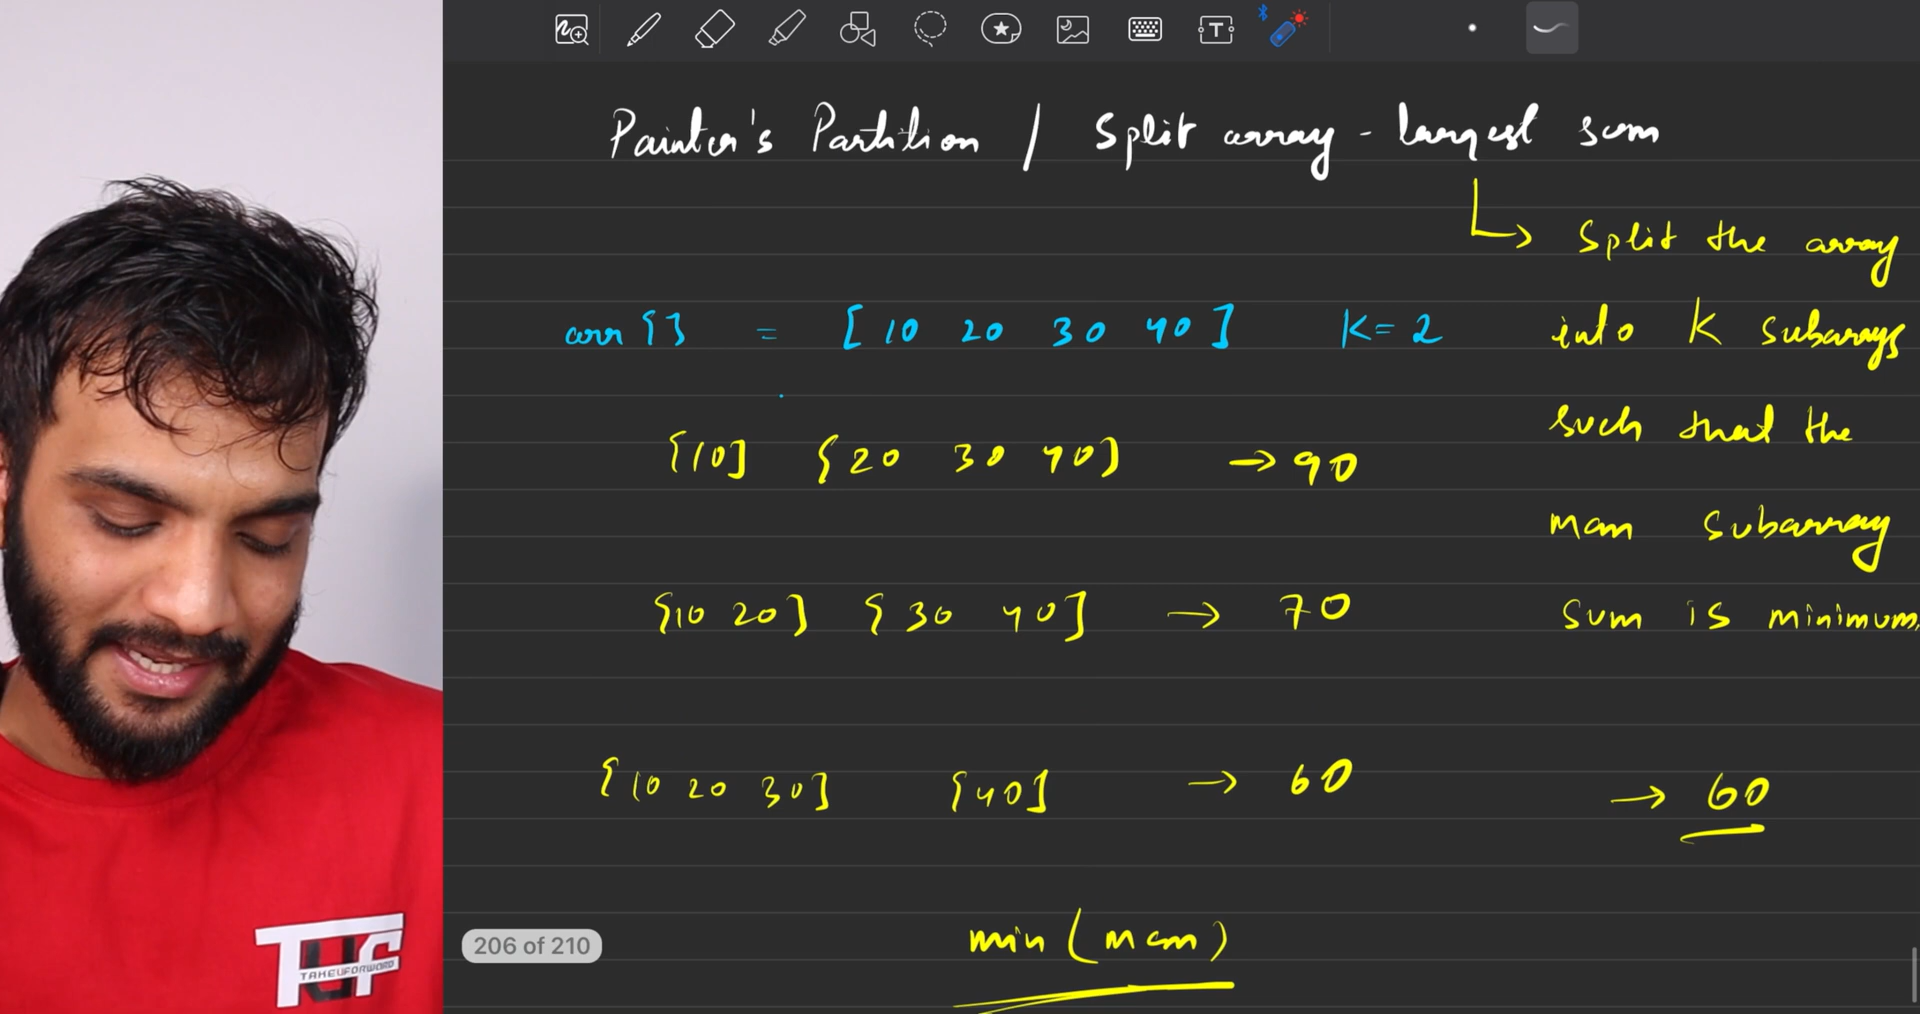 Painter's Partition / Split array - largest sum
Split the array
arr [] = [ 10 20 30 40 ] K = 2
into K subarrays
such that the
[10] [20 30 40] → 90
max subarray
[10 20] [30 40] → 70
sum is minimum.
[10 20 30] [40] → 60
→ 60
min (max)
206 of 210
TUF
TAKEUFORWARD